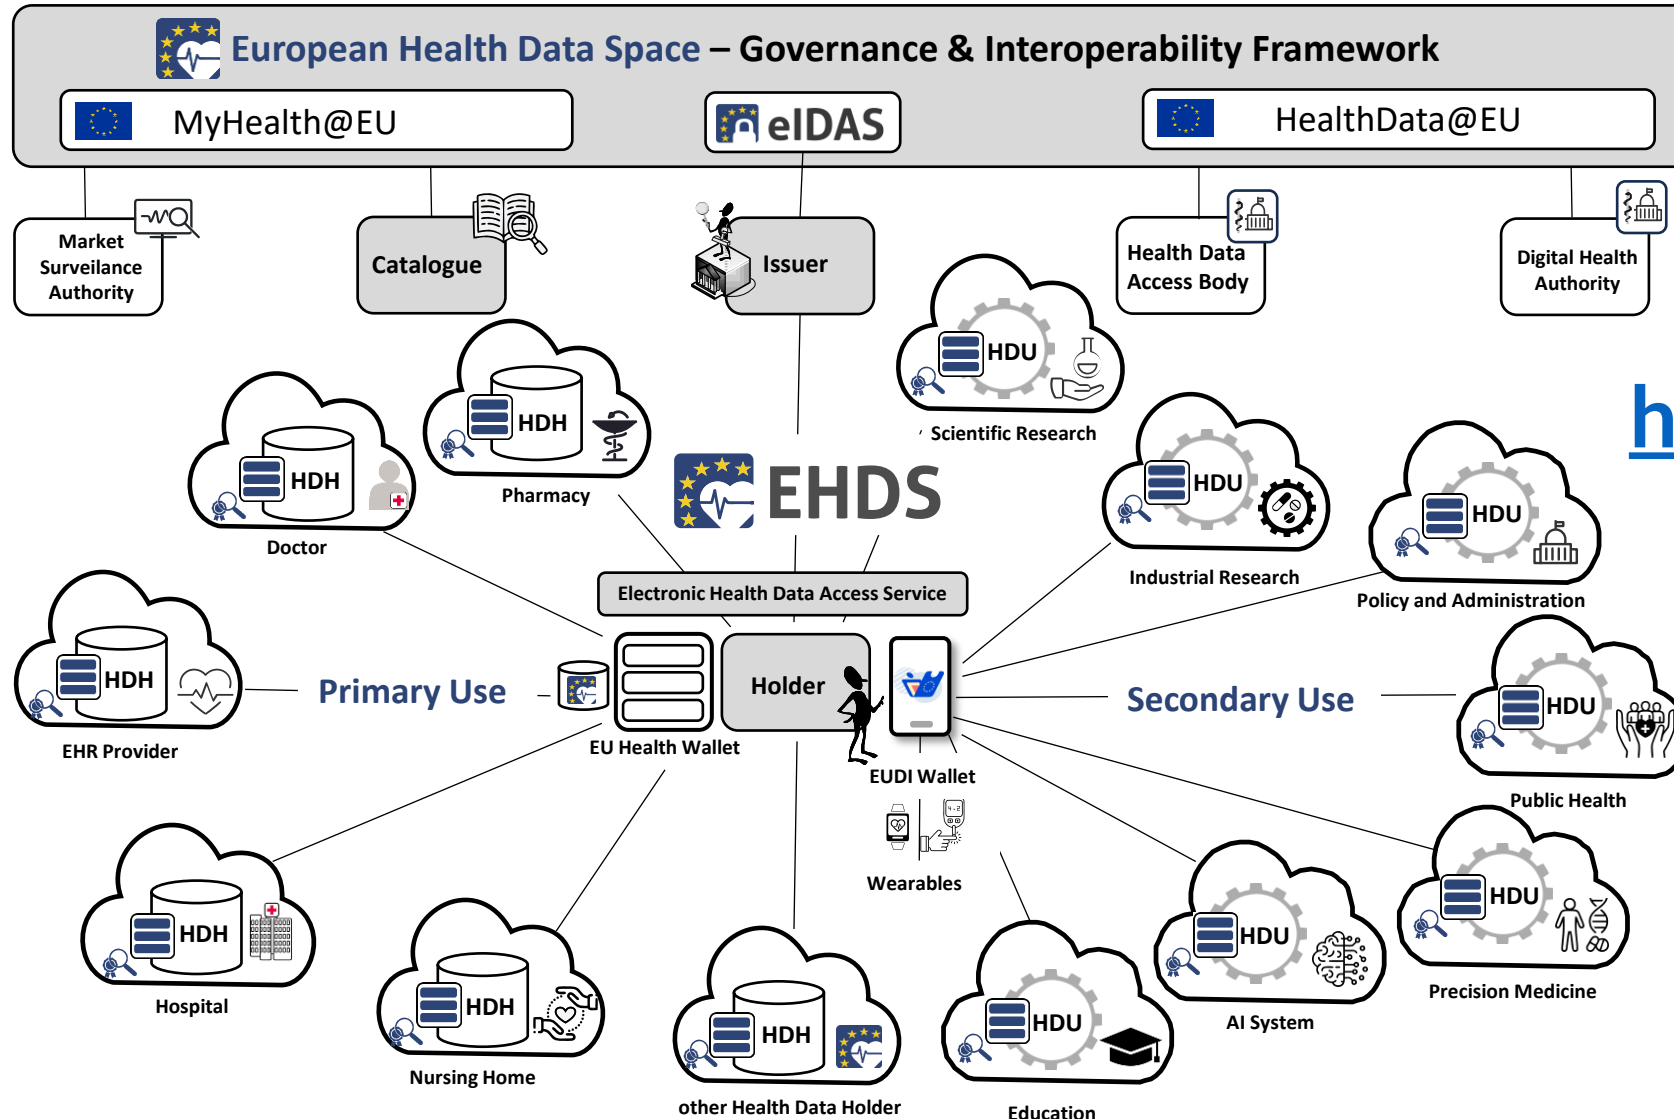 European Health Data Space – Governance & Interoperability Framework
MyHealth@EU
eIDAS
HealthData@EU
Market
Surveilance
Authority
Catalogue
Issuer
Health Data
Access Body
Digital Health
Authority
HDU
Scientific Research
HDH
Pharmacy
HDH
Doctor
EHDS
h
HDU
Industrial Research
HDU
Policy and Administration
Electronic Health Data Access Service
HDH
EHR Provider
Primary Use
EU Health Wallet
Holder
EUDI Wallet
Secondary Use
HDU
Public Health
Wearables
HDH
Hospital
HDH
Nursing Home
HDH
other Health Data Holder
HDU
Education
HDU
AI System
HDU
Precision Medicine